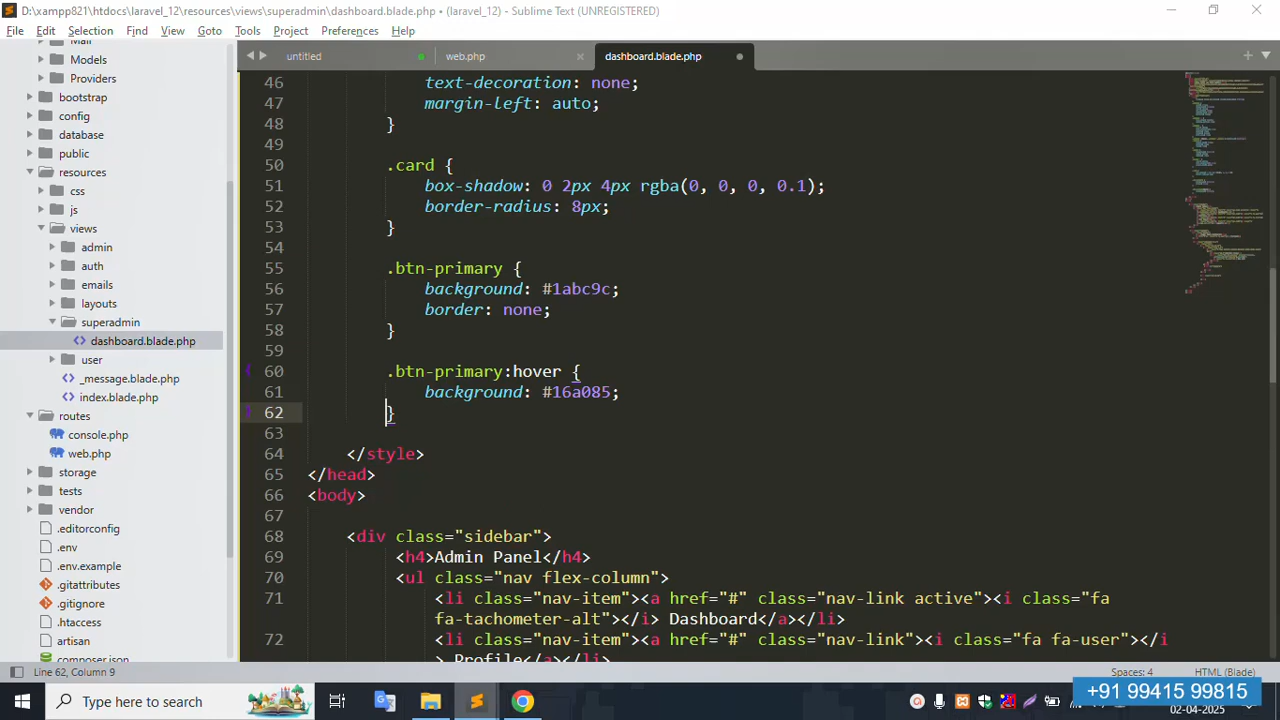 D:\xampp821\htdocs\laravel_12\resources\views\superadmin\dashboard.blade.php • (laravel_12) - Sublime Text (UNREGISTERED)
File Edit Selection Find View Goto Tools Project Preferences Help
Mail
Models
Providers
bootstrap
config
database
public
resources
css
js
views
admin
auth
emails
layouts
superadmin
dashboard.blade.php
user
_message.blade.php
index.blade.php
routes
console.php
web.php
storage
tests
vendor
.editorconfig
.env
.env.example
.gitattributes
.gitignore
.htaccess
artisan
composer.json
untitled web.php dashboard.blade.php
46 text-decoration: none;
47 margin-left: auto;
48 }
49
50 .card {
51 box-shadow: 0 2px 4px rgba(0, 0, 0, 0.1);
52 border-radius: 8px;
53 }
54
55 .btn-primary {
56 background: #1abc9c;
57 border: none;
58 }
59
60 .btn-primary:hover {
61 background: #16a085;
62 }
63
64 </style>
65 </head>
66 <body>
67
68 <div class="sidebar">
69 <h4>Admin Panel</h4>
70 <ul class="nav flex-column">
71 <li class="nav-item"><a href="#" class="nav-link active"><i class="fa
fa-tachometer-alt"></i> Dashboard</a></li>
72 <li class="nav-item"><a href="#" class="nav-link"><i class="fa fa-user"></i
> Profile</a></li>
Line 62, Column 9 Spaces: 4 HTML (Blade)
Type here to search
+91 99415 99815
02-04-2025